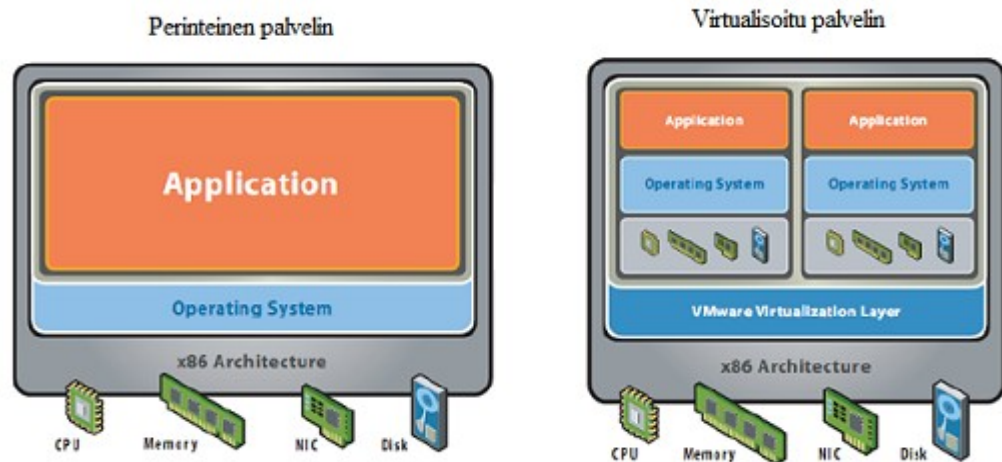 Perinteinen palvelin
Virtualisoitu palvelin
Application
Operating System
x86 Architecture
CPU
Memory
NIC
Disk
Application
Application
Operating System
Operating System
VMware Virtualization Layer
x86 Architecture
CPU
Memory
NIC
Disk